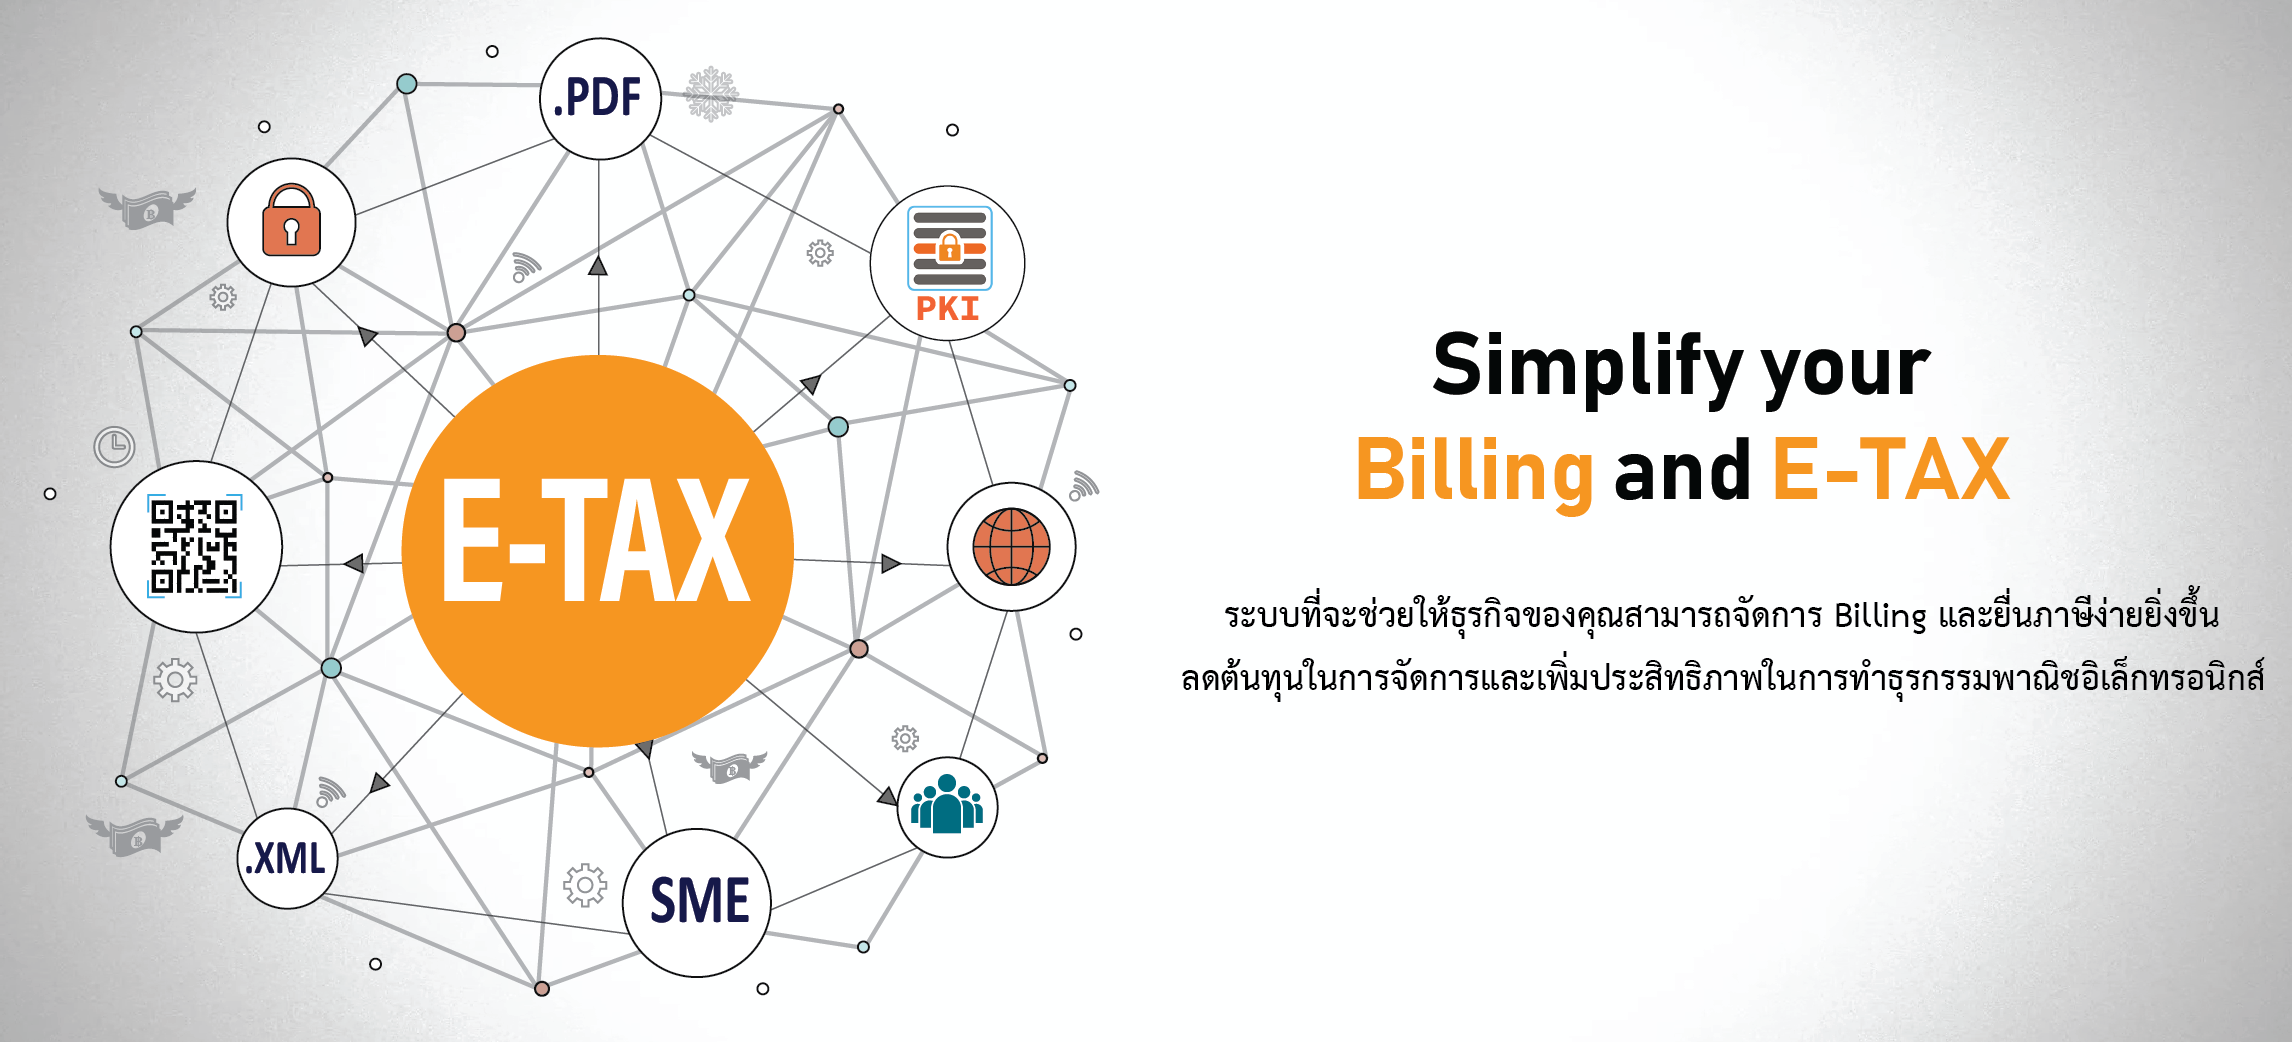 .PDF
PKI
E-TAX
.XML
SME
Simplify your
Billing and E-TAX
ระบบที่จะช่วยให้ธุรกิจของคุณสามารถจัดการ Billing และยื่นภาษีง่ายยิ่งขึ้น
ลดต้นทุนในการจัดการและเพิ่มประสิทธิภาพในการทำธุรกรรมพาณิชอิเล็กทรอนิกส์